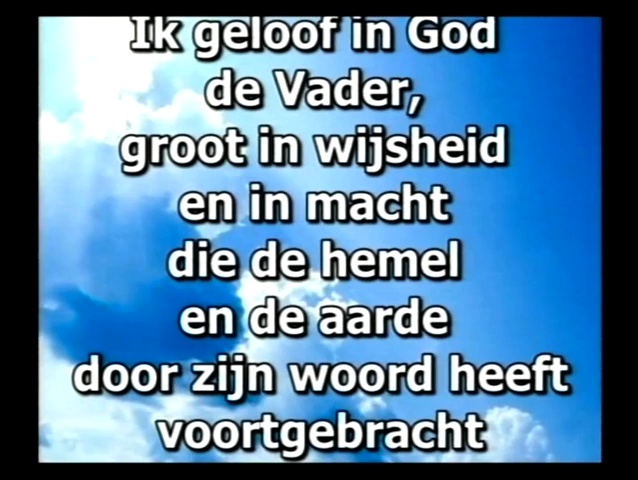 Ik geloof in God
de Vader,
groot in wijsheid
en in macht
die de hemel
en de aarde
door zijn woord heeft
voortgebracht